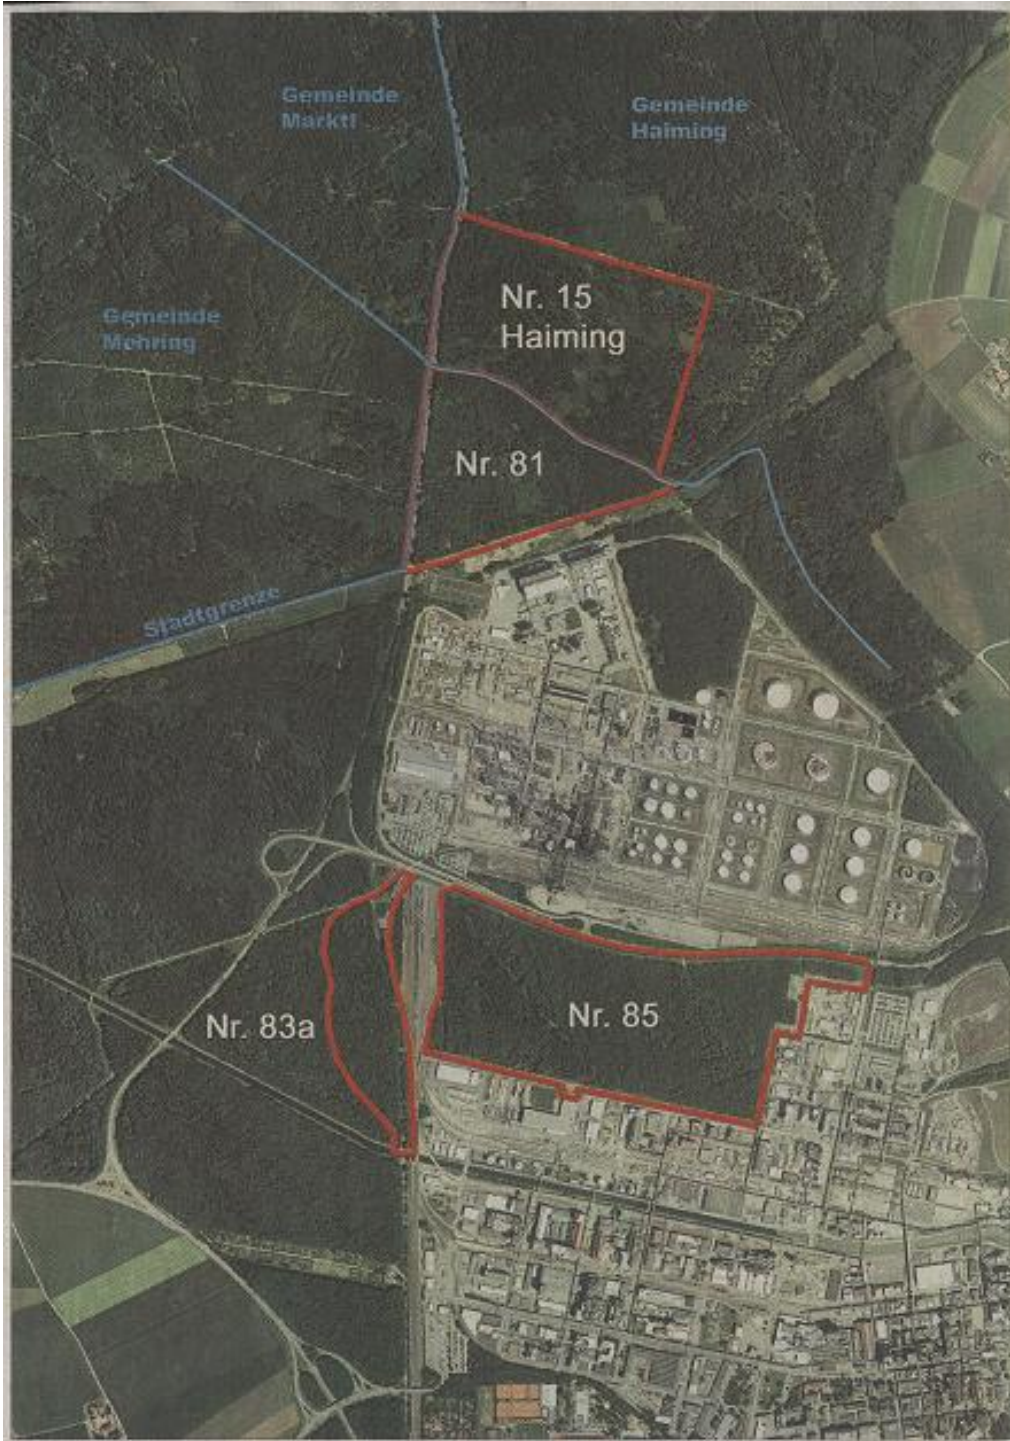 Gemeinde
Marktl
Gemeinde
Haiming
Nr. 15
Haiming
Gemeinde
Mehring
Nr. 81
Stadtgrenze
Nr. 83a
Nr. 85